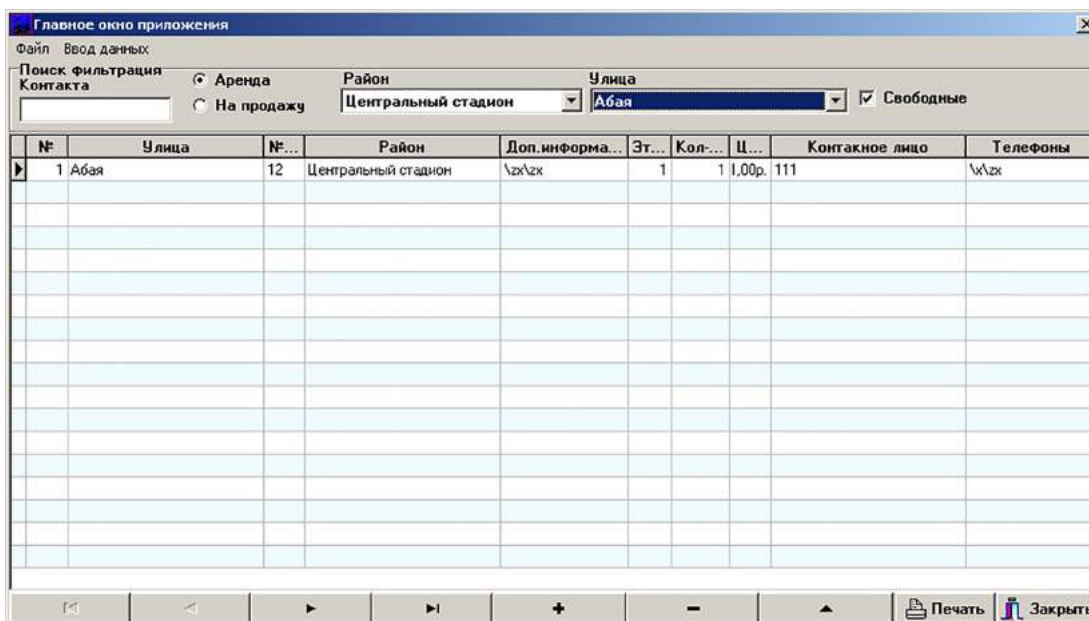 Главное окно приложения
Файл Ввод данных
Поиск фильтрация
Контакта
Аренда
На продажу
Район
Центральный стадион
Улица
Абая
Свободные
№ Улица №... Район Доп.информа... Эт... Кол-... Ц... Контакное лицо Телефоны
1 Абая 12 Центральный стадион \zx\zx 1 1 1,00р. 111 \x\zx
Печать Закрыть